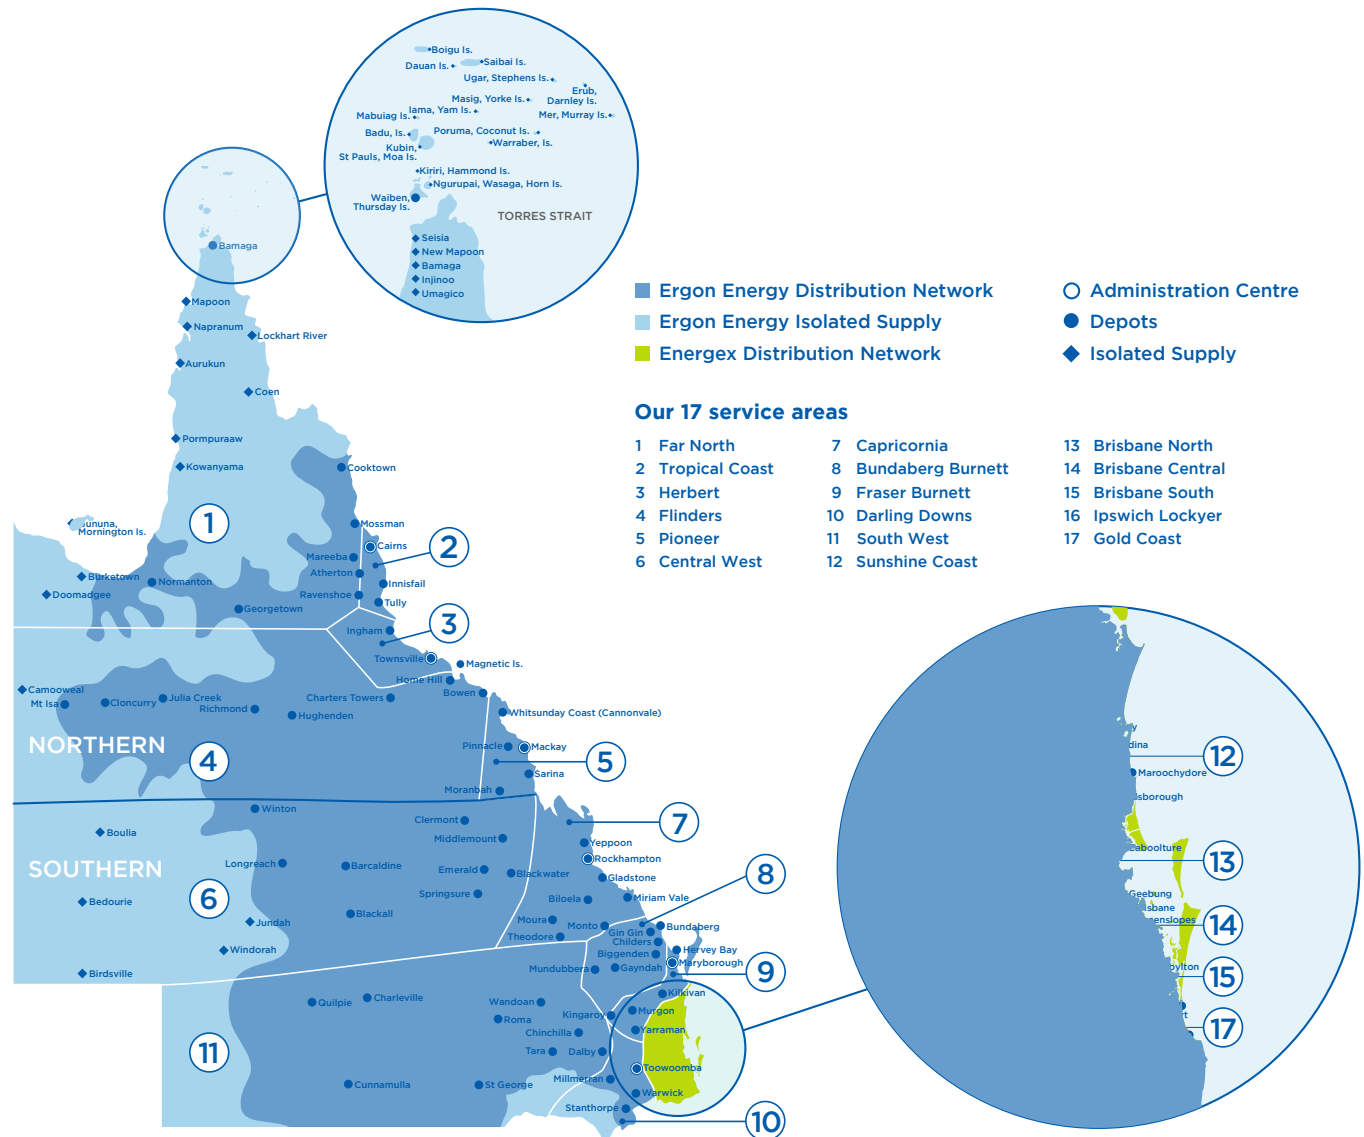 Boigu Is.
Dauan Is.
Saibai Is.
Ugar, Stephens Is.
Erub,
Darnley Is.
Masig, Yorke Is.
Iama, Yam Is.
Mabuiag Is.
Mer, Murray Is.
Badu, Is.
Poruma, Coconut Is.
Warraber, Is.
Kubin,
St Pauls, Moa Is.
Kiriri, Hammond Is.
Ngurupai, Wasaga, Horn Is.
Waiben,
Thursday Is.
TORRES STRAIT
Seisia
New Mapoon
Bamaga
Injinoo
Umagico
Bamaga
Mapoon
Napranum
Lockhart River
Aurukun
Coen
Pormpuraaw
Kowanyama
Cooktown
1
Mornington Is.
Mossman
Cairns
2
Mareeba
Atherton
Burketown
Normanton
Innisfail
Doomadgee
Ravenshoe
Tully
Georgetown
Ingham
3
Townsville
Magnetic Is.
Home Hill
Camooweal
Mt Isa
Cloncurry
Julia Creek
Richmond
Hughenden
Charters Towers
Bowen
Whitsunday Coast (Cannonvale)
NORTHERN
4
Pinnacle
Mackay
5
Sarina
Moranbah
Winton
Clermont
7
Boulia
Middlemount
Yeppoon
SOUTHERN
Longreach
Barcaldine
Emerald
Blackwater
Rockhampton
Gladstone
8
6
Bedourie
Springsure
Biloela
Miriam Vale
Jundah
Blackall
Moura
Monto
Bundaberg
Theodore
Gin Gin
Childers
Windorah
Biggenden
Hervey Bay
Birdsville
Mundubbera
Gayndah
Maryborough
9
Kilkivan
Quilpie
Charleville
Wandoan
Murgon
Roma
Kingaroy
Chinchilla
Yarraman
11
Tara
Dalby
Toowoomba
Cunnamulla
St George
Millmerran
Warwick
Stanthorpe
10
Ergon Energy Distribution Network
Ergon Energy Isolated Supply
Energex Distribution Network
Administration Centre
Depots
Isolated Supply
Our 17 service areas
1 Far North
2 Tropical Coast
3 Herbert
4 Flinders
5 Pioneer
6 Central West
7 Capricornia
8 Bundaberg Burnett
9 Fraser Burnett
10 Darling Downs
11 South West
12 Sunshine Coast
13 Brisbane North
14 Brisbane Central
15 Brisbane South
16 Ipswich Lockyer
17 Gold Coast
12
Maroochydore
13
Geebung
14
15
17